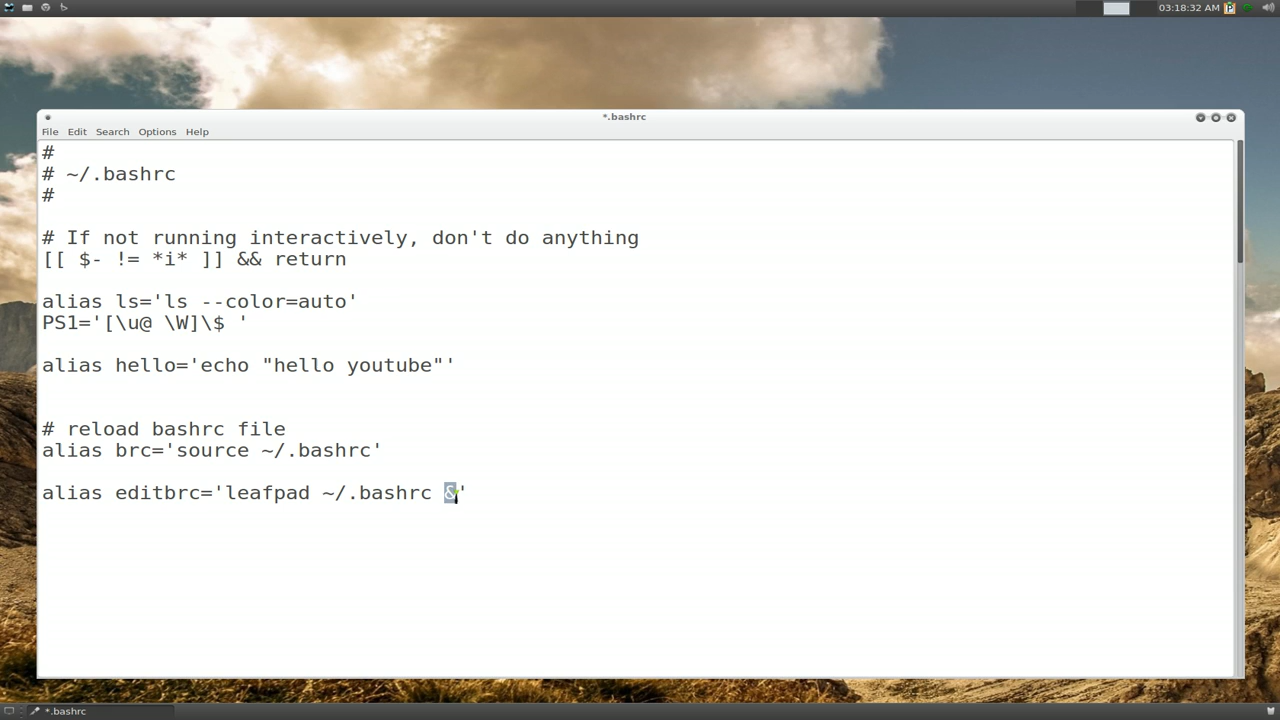 03:18:32 AM
*.bashrc
File Edit Search Options Help
#
# ~/.bashrc
#
# If not running interactively, don't do anything
[[ $- != *i* ]] && return
alias ls='ls --color=auto'
PS1='[\u@ \W]\$ '
alias hello='echo "hello youtube"'
# reload bashrc file
alias brc='source ~/.bashrc'
alias editbrc='leafpad ~/.bashrc &'
*.bashrc